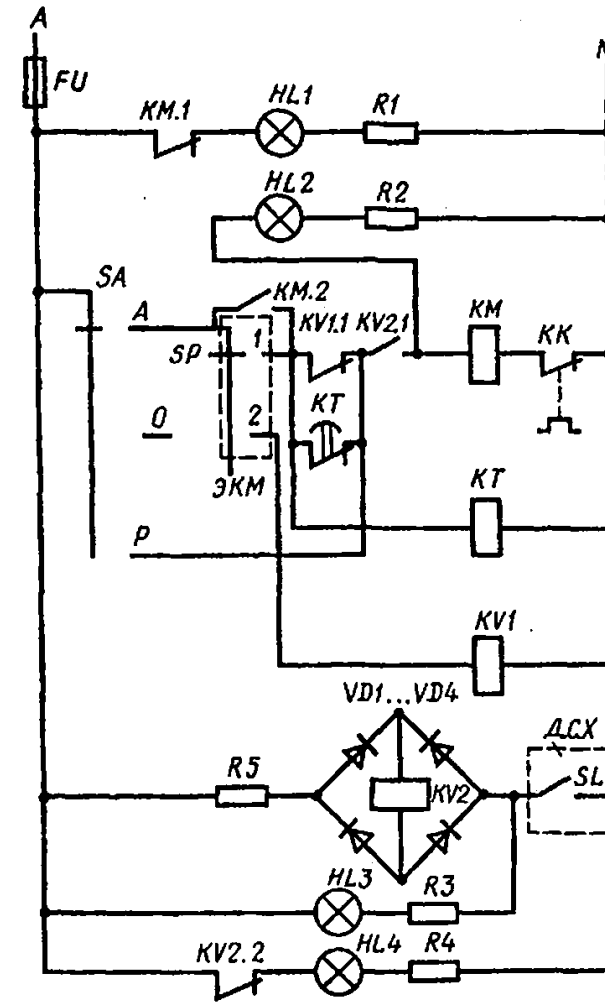 A
FU
KM.1
HL1
R1
HL2
R2
SA
A
KM.2
KV1.1
KV2.1
KM
KK
SP
1
KT
O
2
ЭКМ
KT
P
KV1
VD1...VD4
ДСХ
R5
KV2
SL
HL3
R3
KV2.2
HL4
R4